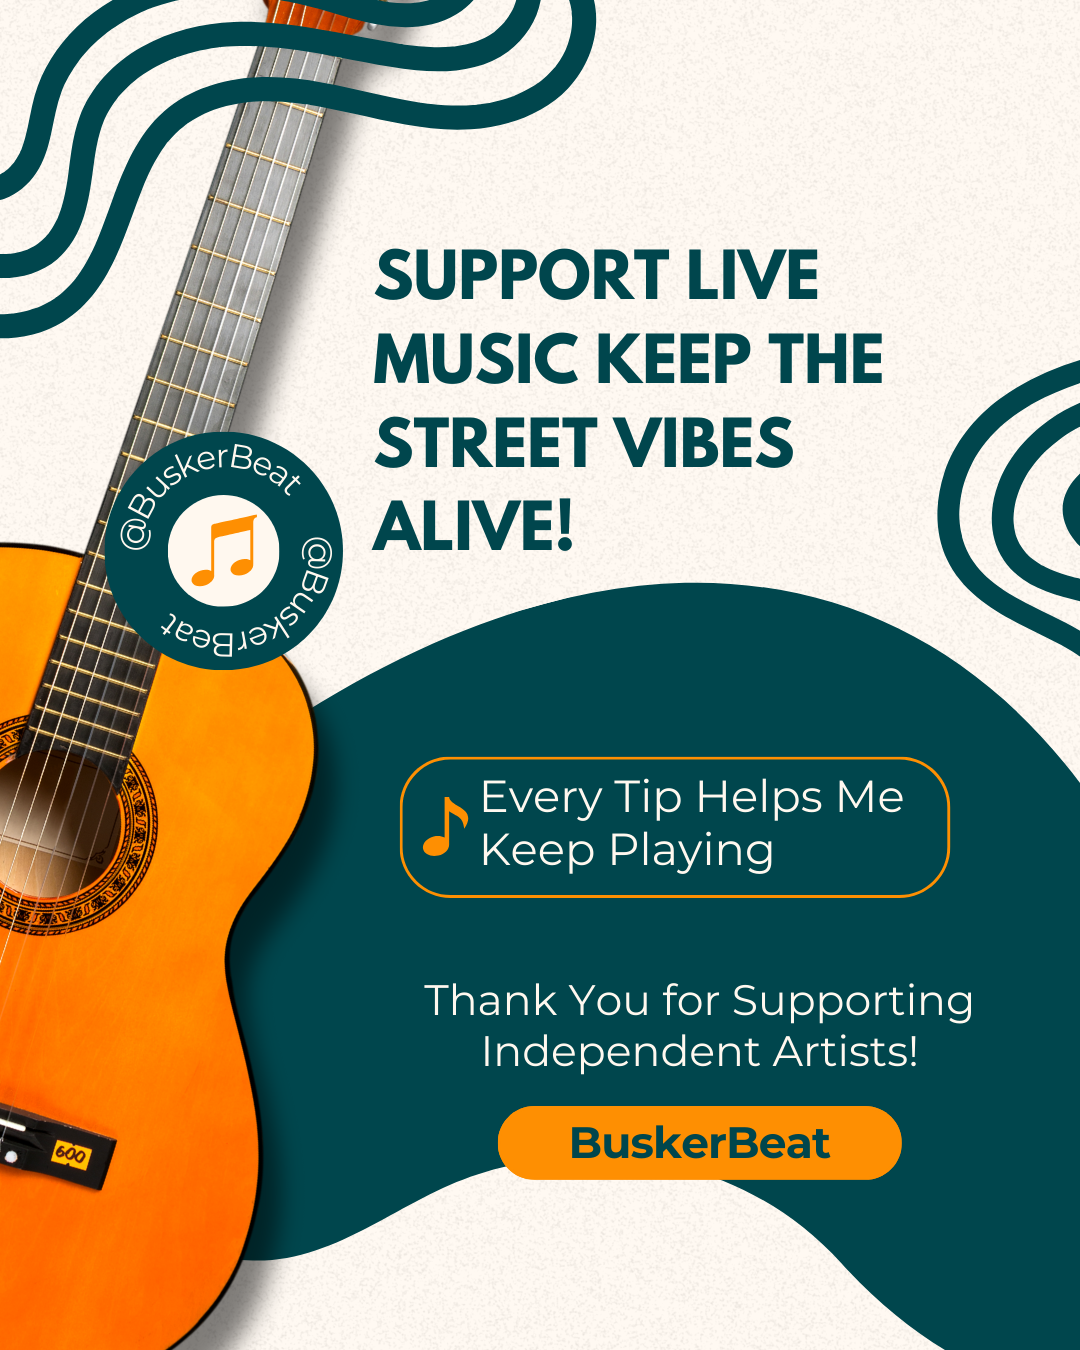 SUPPORT LIVE
MUSIC KEEP THE
STREET VIBES
ALIVE!
@BuskerBeat
@BuskerBeat
Every Tip Helps Me
Keep Playing
Thank You for Supporting
Independent Artists!
600
BuskerBeat